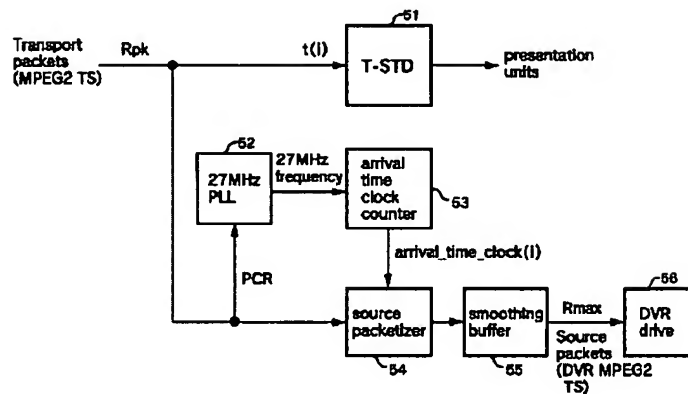 51
Transport
packets
(MPEG2 TS)
Rpk
t(i)
T-STD
presentation
units
52
27MHz
PLL
27MHz
frequency
arrival
time
clock
counter
53
arrival_time_clock(i)
PCR
source
packetizer
54
smoothing
buffer
55
Rmax
Source
packets
(DVR MPEG2
TS)
56
DVR
drive